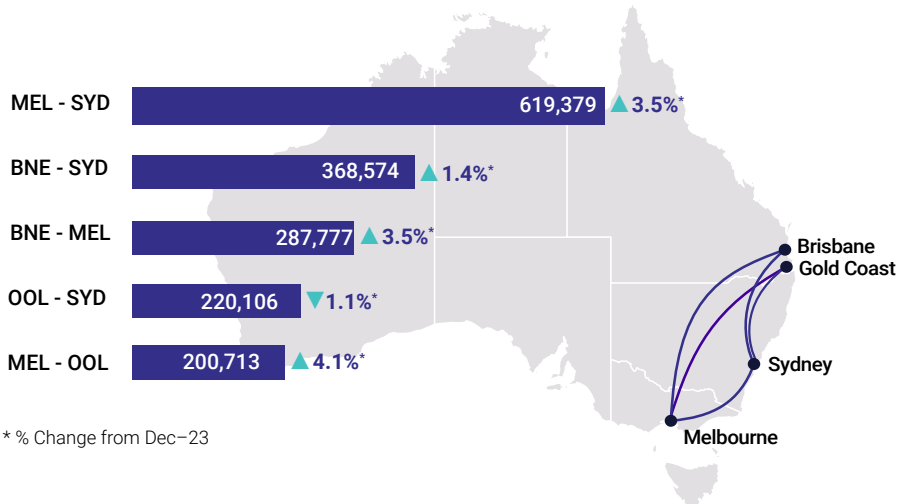 MEL - SYD 619,379 ▲ 3.5%*
BNE - SYD 368,574 ▲ 1.4%*
BNE - MEL 287,777 ▲ 3.5%*
OOL - SYD 220,106 ▼ 1.1%*
MEL - OOL 200,713 ▲ 4.1%*
Brisbane
Gold Coast
Sydney
Melbourne
* % Change from Dec–23